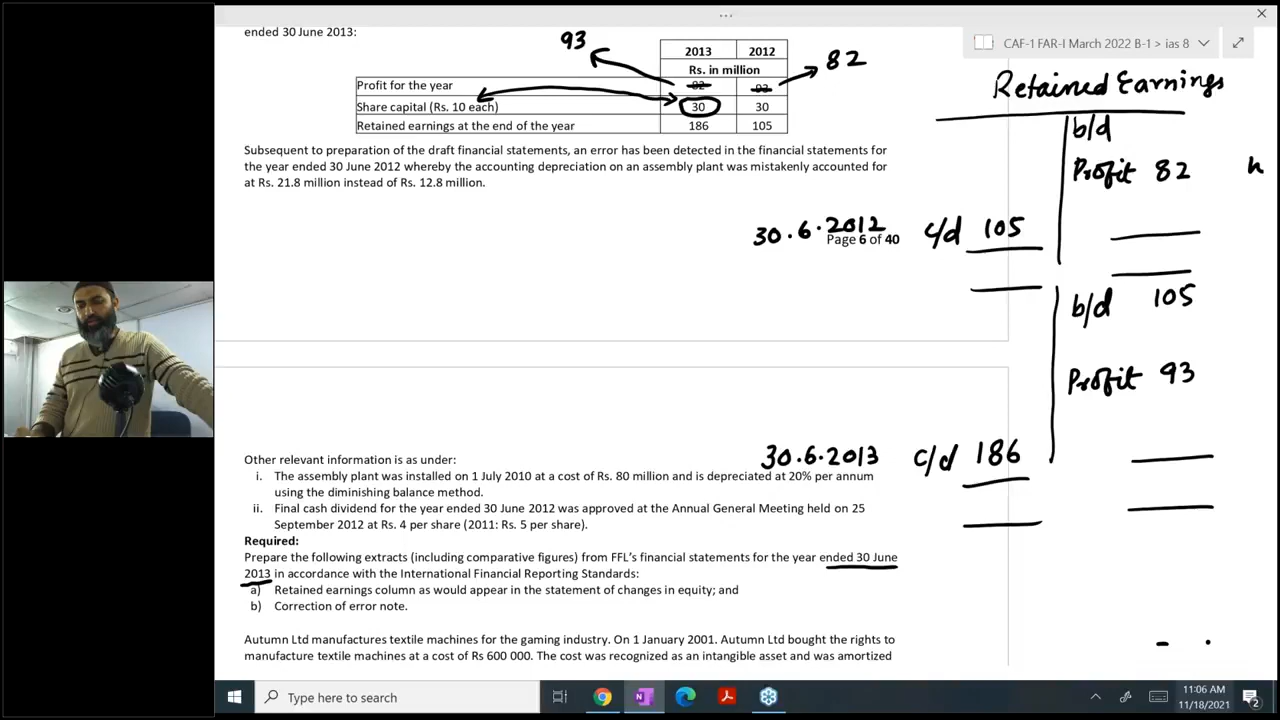 CAF-1 FAR-I March 2022 B-1 > ias 8
ended 30 June 2013:
93
82
2013 2012
Rs. in million
Profit for the year
Share capital (Rs. 10 each) 30 30
Retained earnings at the end of the year 186 105
Subsequent to preparation of the draft financial statements, an error has been detected in the financial statements for
the year ended 30 June 2012 whereby the accounting depreciation on an assembly plant was mistakenly accounted for
at Rs. 21.8 million instead of Rs. 12.8 million.
Page 6 of 40
Retained Earnings
b/d
Profit 82
30.6.2012 c/d 105
b/d 105
Profit 93
30.6.2013 c/d 186
Other relevant information is as under:
i. The assembly plant was installed on 1 July 2010 at a cost of Rs. 80 million and is depreciated at 20% per annum
using the diminishing balance method.
ii. Final cash dividend for the year ended 30 June 2012 was approved at the Annual General Meeting held on 25
September 2012 at Rs. 4 per share (2011: Rs. 5 per share).
Required:
Prepare the following extracts (including comparative figures) from FFL's financial statements for the year ended 30 June
2013 in accordance with the International Financial Reporting Standards:
a) Retained earnings column as would appear in the statement of changes in equity; and
b) Correction of error note.
Autumn Ltd manufactures textile machines for the gaming industry. On 1 January 2001. Autumn Ltd bought the rights to
manufacture textile machines at a cost of Rs 600 000. The cost was recognized as an intangible asset and was amortized
Type here to search
11:06 AM
11/18/2021
2